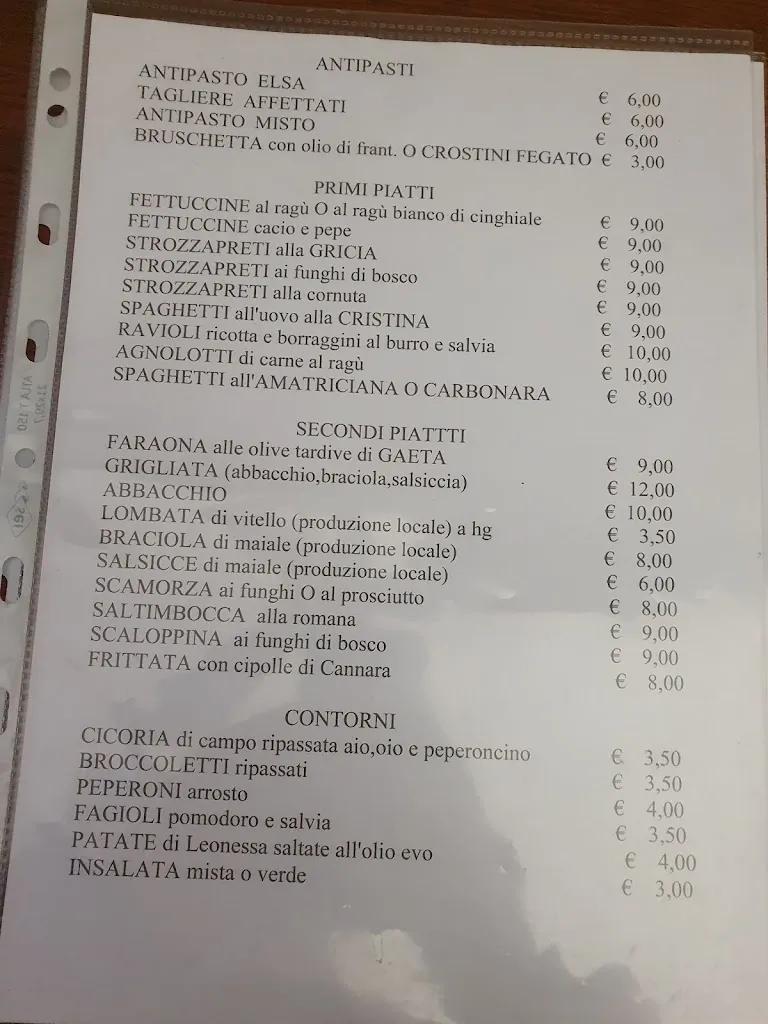 ANTIPASTI
ANTIPASTO ELSA € 6,00
TAGLIERE AFFETTATI € 6,00
ANTIPASTO MISTO € 6,00
BRUSCHETTA con olio di frant. O CROSTINI FEGATO € 3,00
PRIMI PIATTI
FETTUCCINE al ragù O al ragù bianco di cinghiale € 9,00
FETTUCCINE cacio e pepe € 9,00
STROZZAPRETI alla GRICIA € 9,00
STROZZAPRETI ai funghi di bosco € 9,00
STROZZAPRETI alla cornuta € 9,00
SPAGHETTI all'uovo alla CRISTINA € 9,00
RAVIOLI ricotta e borraggini al burro e salvia € 10,00
AGNOLOTTI di carne al ragù € 10,00
SPAGHETTI all'AMATRICIANA O CARBONARA € 8,00
SECONDI PIATTTI
FARAONA alle olive tardive di GAETA € 9,00
GRIGLIATA (abbacchio,braciola,salsiccia) € 12,00
ABBACCHIO € 10,00
LOMBATA di vitello (produzione locale) a hg € 3,50
BRACIOLA di maiale (produzione locale) € 8,00
SALSICCE di maiale (produzione locale) € 6,00
SCAMORZA ai funghi O al prosciutto € 8,00
SALTIMBOCCA alla romana € 9,00
SCALOPPINA ai funghi di bosco € 9,00
FRITTATA con cipolle di Cannara € 8,00
CONTORNI
CICORIA di campo ripassata aio,oio e peperoncino € 3,50
BROCCOLETTI ripassati € 3,50
PEPERONI arrosto € 4,00
FAGIOLI pomodoro e salvia € 3,50
PATATE di Leonessa saltate all'olio evo € 4,00
INSALATA mista o verde € 3,00